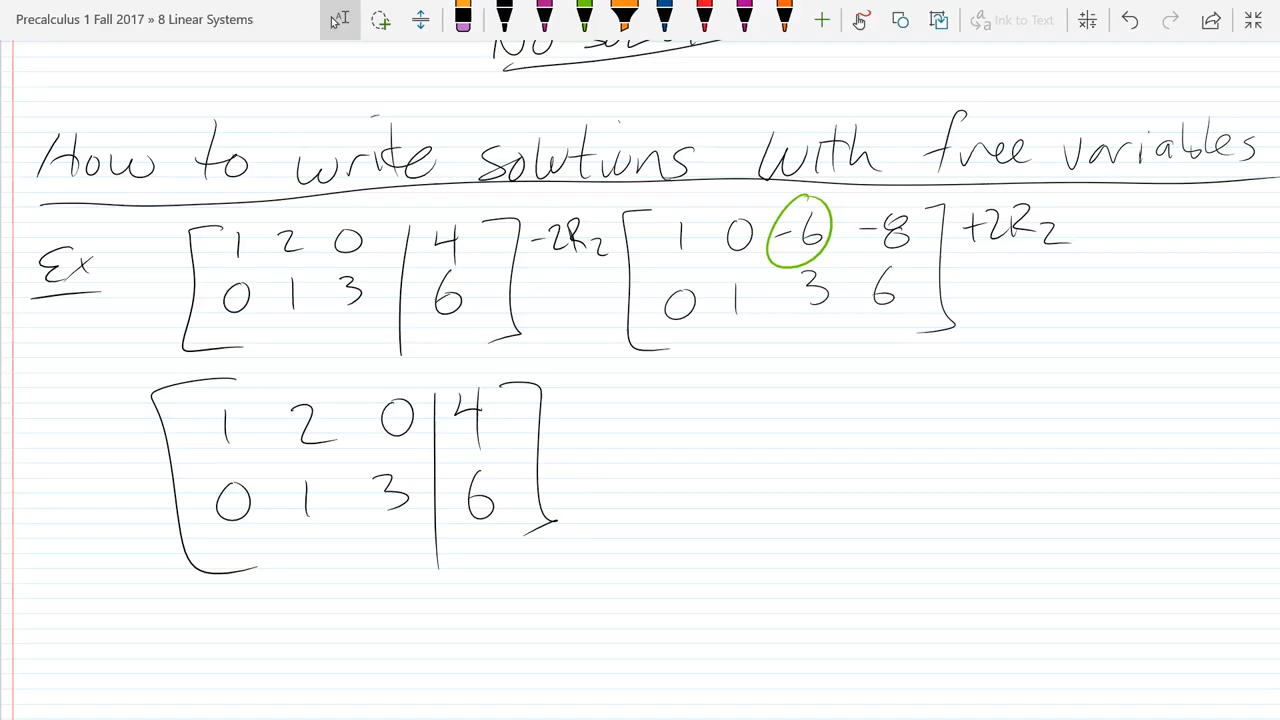 Precalculus 1 Fall 2017 » 8 Linear Systems
Ink to Text
No
How to write solutions with free variables
Ex
1 2 0 4 -2R2 1 0 -6 -8 +2R2
0 1 3 6 0 1 3 6
1 2 0 4
0 1 3 6